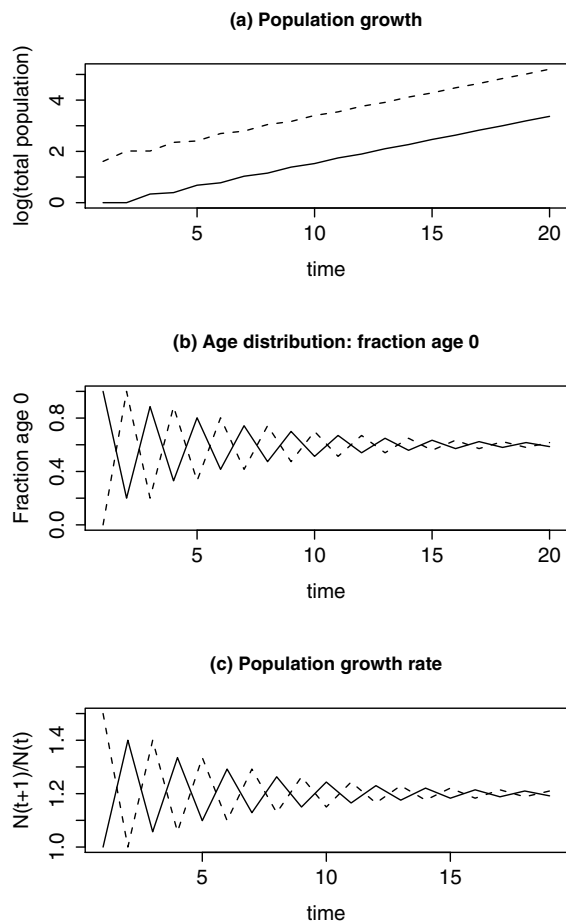 (a) Population growth
log(total population)
0
2
4
5
10
15
20
time
(b) Age distribution: fraction age 0
Fraction age 0
0.0
0.4
0.8
5
10
15
20
time
(c) Population growth rate
N(t+1)/N(t)
1.0
1.2
1.4
5
10
15
time